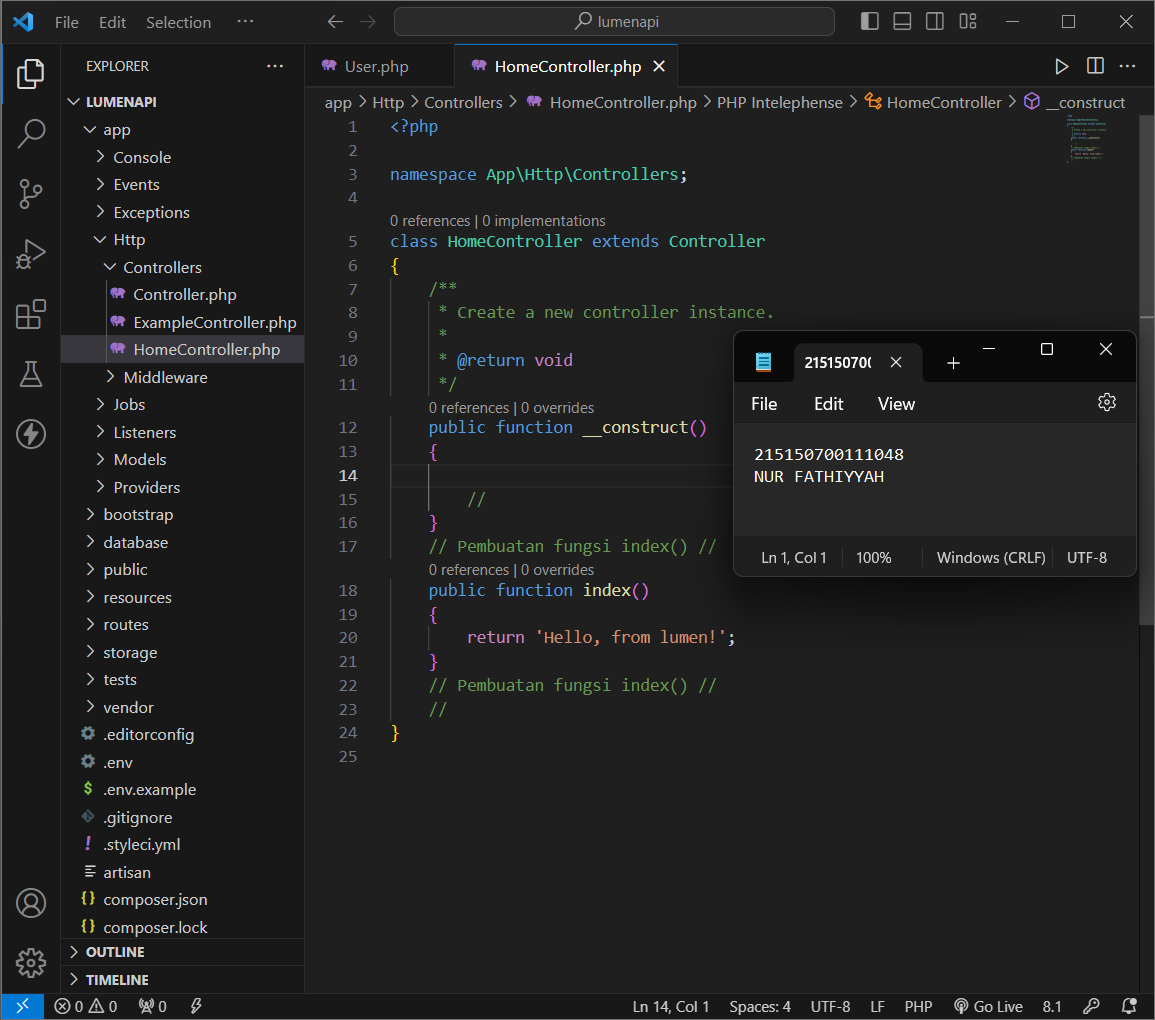 File Edit Selection ··· lumenapi
EXPLORER ···
LUMENAPI
app
Console
Events
Exceptions
Http
Controllers
Controller.php
ExampleController.php
HomeController.php
Middleware
Jobs
Listeners
Models
Providers
bootstrap
database
public
resources
routes
storage
tests
vendor
.editorconfig
.env
$ .env.example
.gitignore
! .styleci.yml
artisan
{} composer.json
{} composer.lock
OUTLINE
TIMELINE
User.php HomeController.php
app > Http > Controllers > HomeController.php > PHP Intelephense > HomeController > __construct
1 <?php
2
3 namespace App\Http\Controllers;
4
0 references | 0 implementations
5 class HomeController extends Controller
6 {
7 /**
8 * Create a new controller instance.
9 *
10 * @return void
11 */
0 references | 0 overrides
12 public function __construct()
13 {
14
15 //
16 }
17 // Pembuatan fungsi index() //
0 references | 0 overrides
18 public function index()
19 {
20 return 'Hello, from lumen!';
21 }
22 // Pembuatan fungsi index() //
23 //
24 }
25
21515070(
File Edit View
215150700111048
NUR FATHIYYAH
Ln 1, Col 1 100% Windows (CRLF) UTF-8
0 0 0 Ln 14, Col 1 Spaces: 4 UTF-8 LF PHP Go Live 8.1